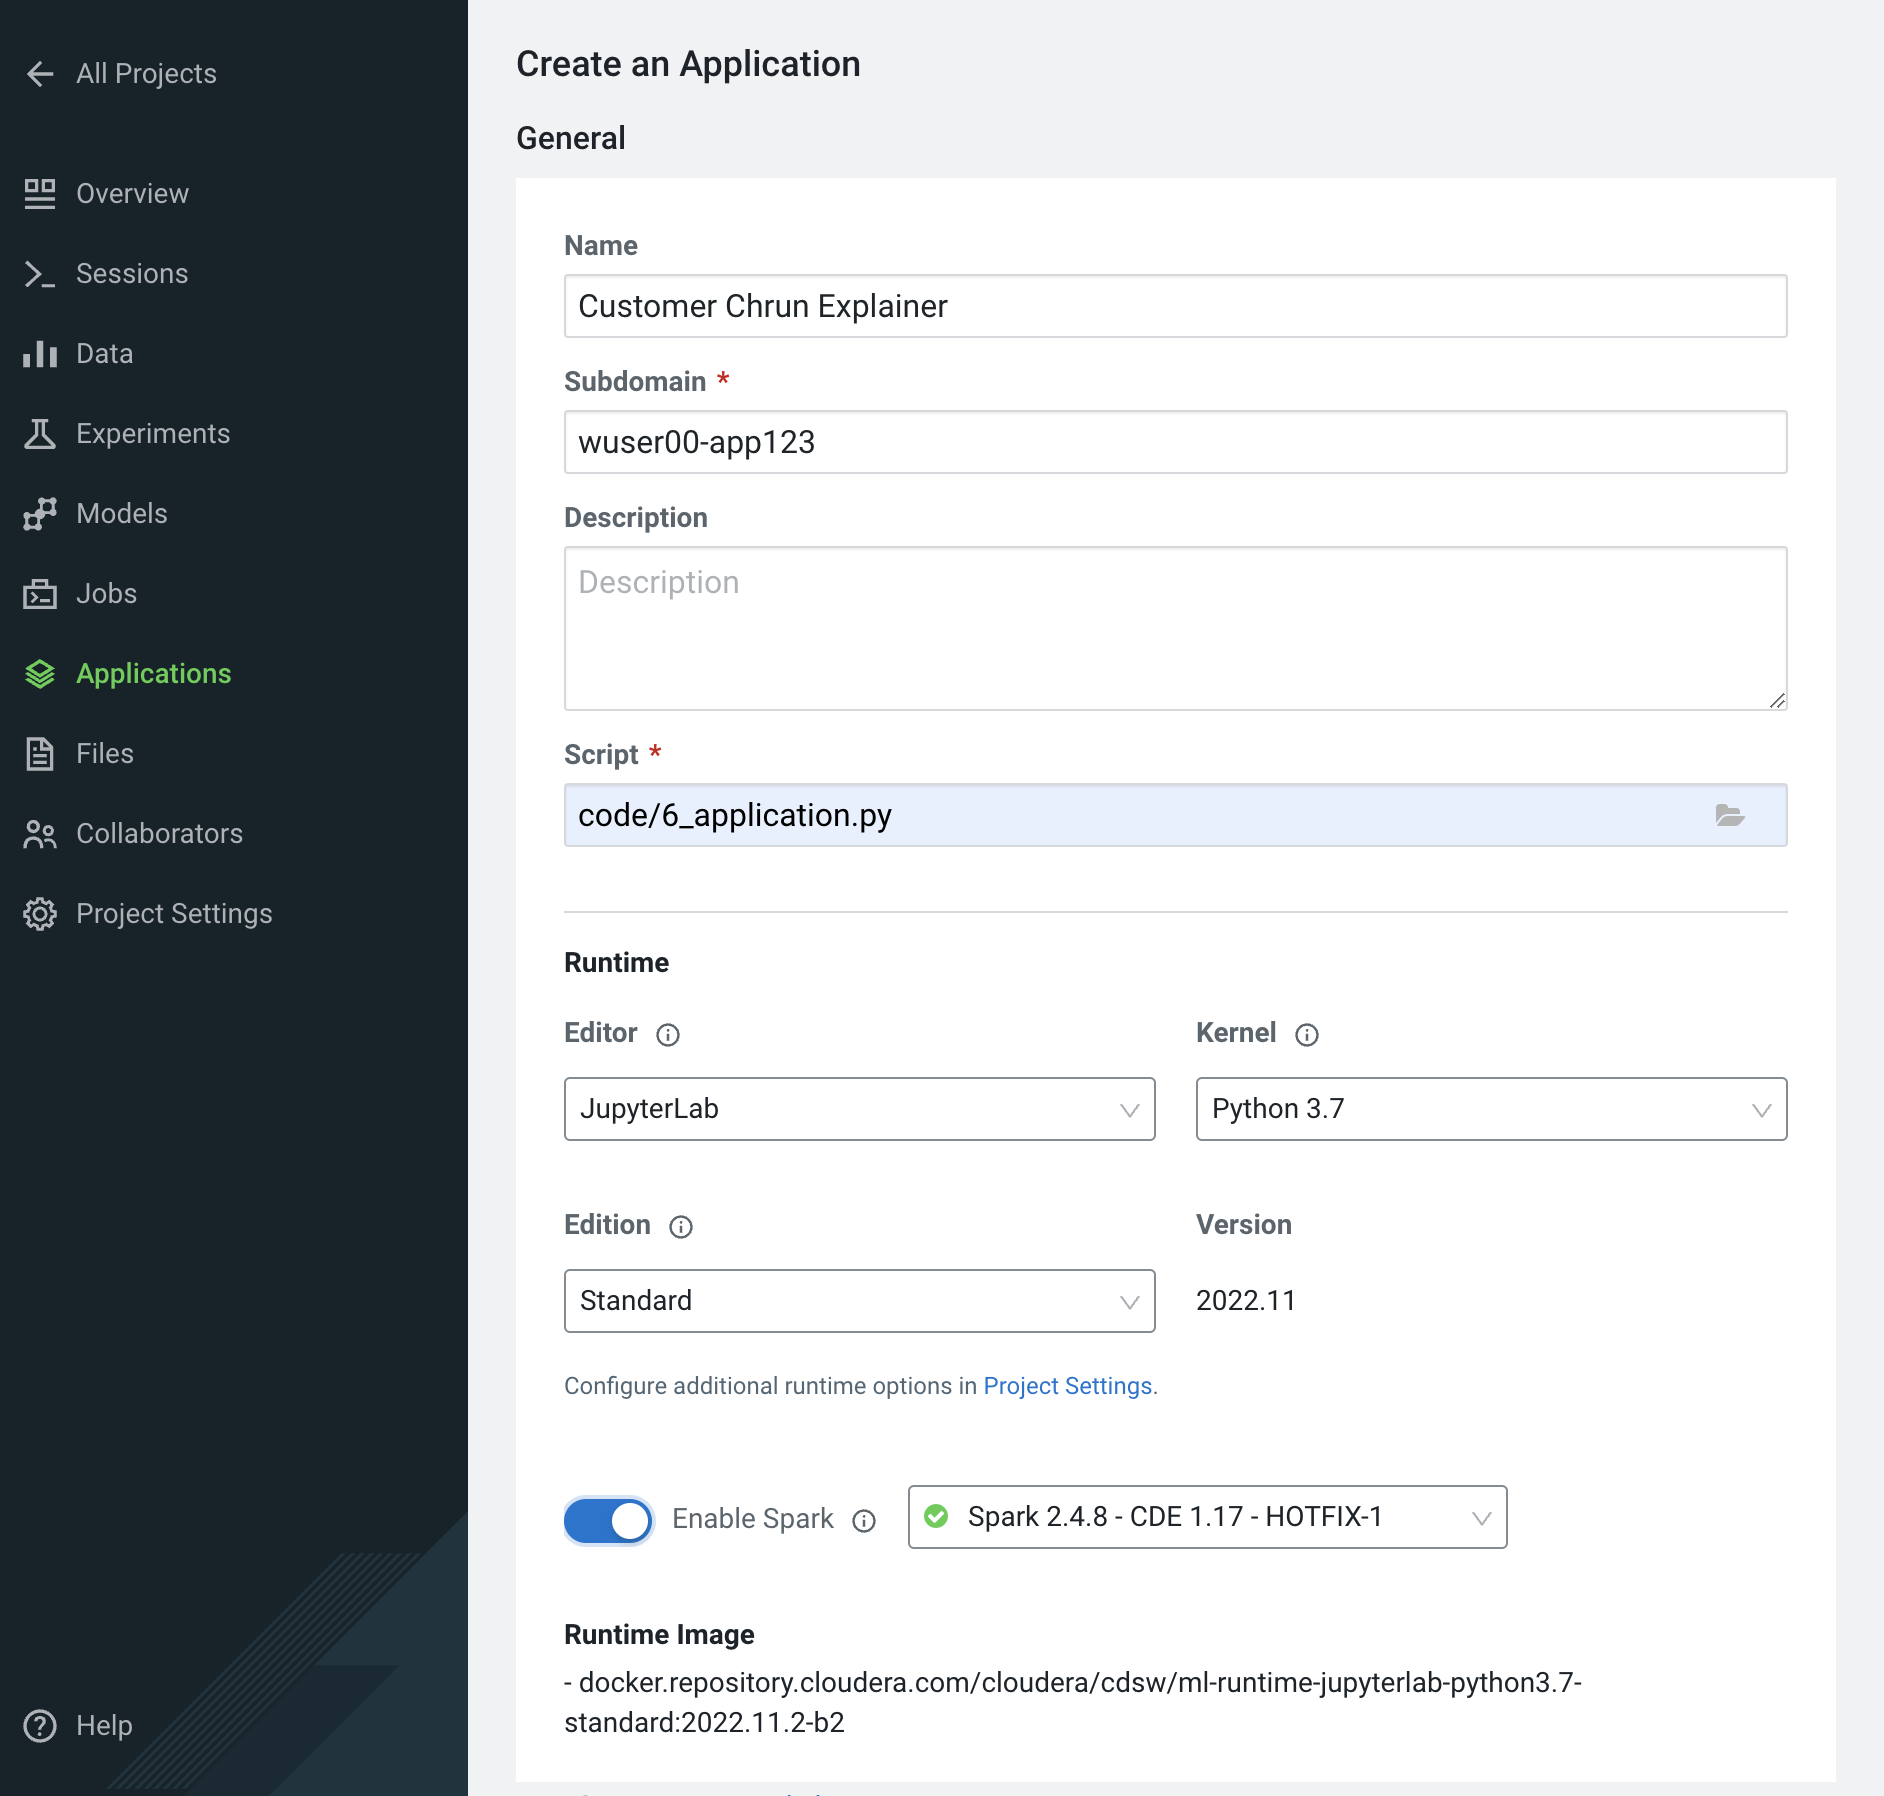 All Projects
Overview
Sessions
Data
Experiments
Models
Jobs
Applications
Files
Collaborators
Project Settings
Help
Create an Application
General
Name
Customer Chrun Explainer
Subdomain *
wuser00-app123
Description
Description
Script *
code/6_application.py
Runtime
Editor
Kernel
JupyterLab
Python 3.7
Edition
Version
Standard
2022.11
Configure additional runtime options in Project Settings.
Enable Spark
Spark 2.4.8 - CDE 1.17 - HOTFIX-1
Runtime Image
- docker.repository.cloudera.com/cloudera/cdsw/ml-runtime-jupyterlab-python3.7-
standard:2022.11.2-b2